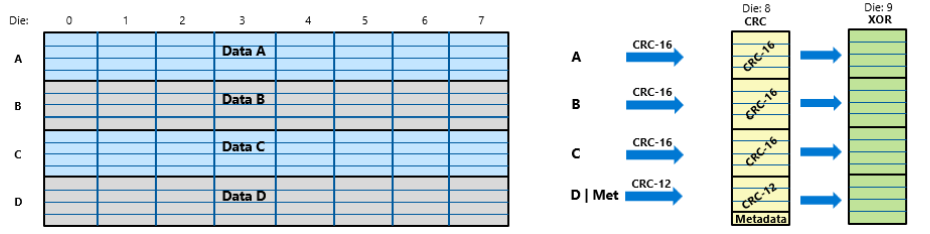 Die: 0 1 2 3 4 5 6 7
Die: 8
CRC
Die: 9
XOR
A Data A A CRC-16 CRC-16
B Data B B CRC-16 CRC-16
C Data C C CRC-16 CRC-16
D Data D D | Met CRC-12 CRC-12
Metadata